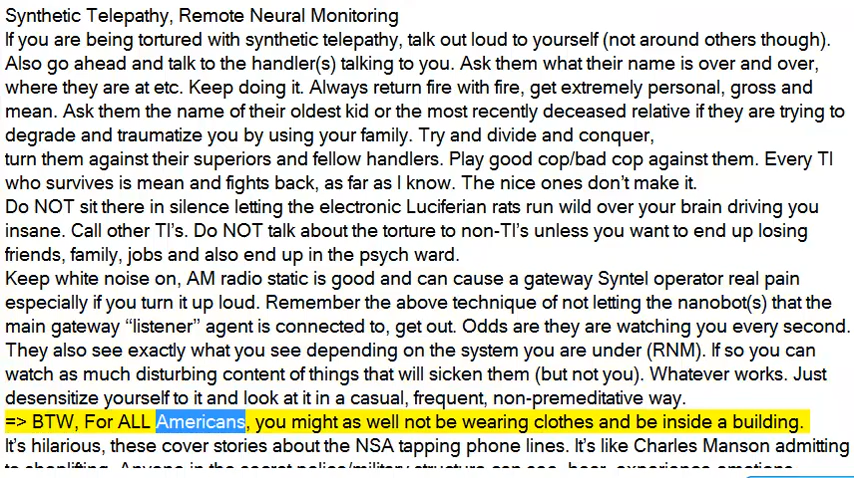 Synthetic Telepathy, Remote Neural Monitoring
If you are being tortured with synthetic telepathy, talk out loud to yourself (not around others though).
Also go ahead and talk to the handler(s) talking to you. Ask them what their name is over and over,
where they are at etc. Keep doing it. Always return fire with fire, get extremely personal, gross and
mean. Ask them the name of their oldest kid or the most recently deceased relative if they are trying to
degrade and traumatize you by using your family. Try and divide and conquer,
turn them against their superiors and fellow handlers. Play good cop/bad cop against them. Every TI
who survives is mean and fights back, as far as I know. The nice ones don't make it.
Do NOT sit there in silence letting the electronic Luciferian rats run wild over your brain driving you
insane. Call other TI's. Do NOT talk about the torture to non-TI's unless you want to end up losing
friends, family, jobs and also end up in the psych ward.
Keep white noise on, AM radio static is good and can cause a gateway Syntel operator real pain
especially if you turn it up loud. Remember the above technique of not letting the nanobot(s) that the
main gateway “listener” agent is connected to, get out. Odds are they are watching you every second.
They also see exactly what you see depending on the system you are under (RNM). If so you can
watch as much disturbing content of things that will sicken them (but not you). Whatever works. Just
desensitize yourself to it and look at it in a casual, frequent, non-premeditative way.
=> BTW, For ALL Americans, you might as well not be wearing clothes and be inside a building.
It's hilarious, these cover stories about the NSA tapping phone lines. It's like Charles Manson admitting
to shoplifting. Anyone in the secret police/military structure can see, hear, experience emotions